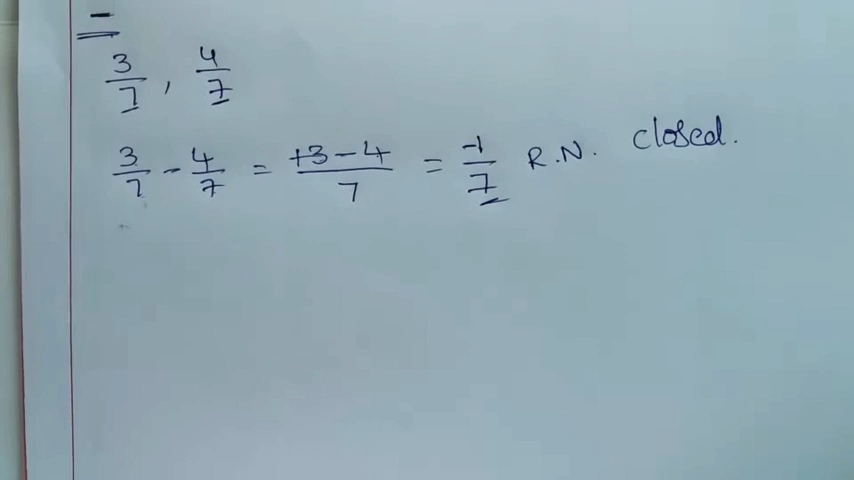 −
3/7 , 4/7
3/7 − 4/7 = +3−4/7 = -1/7 R.N. closed.